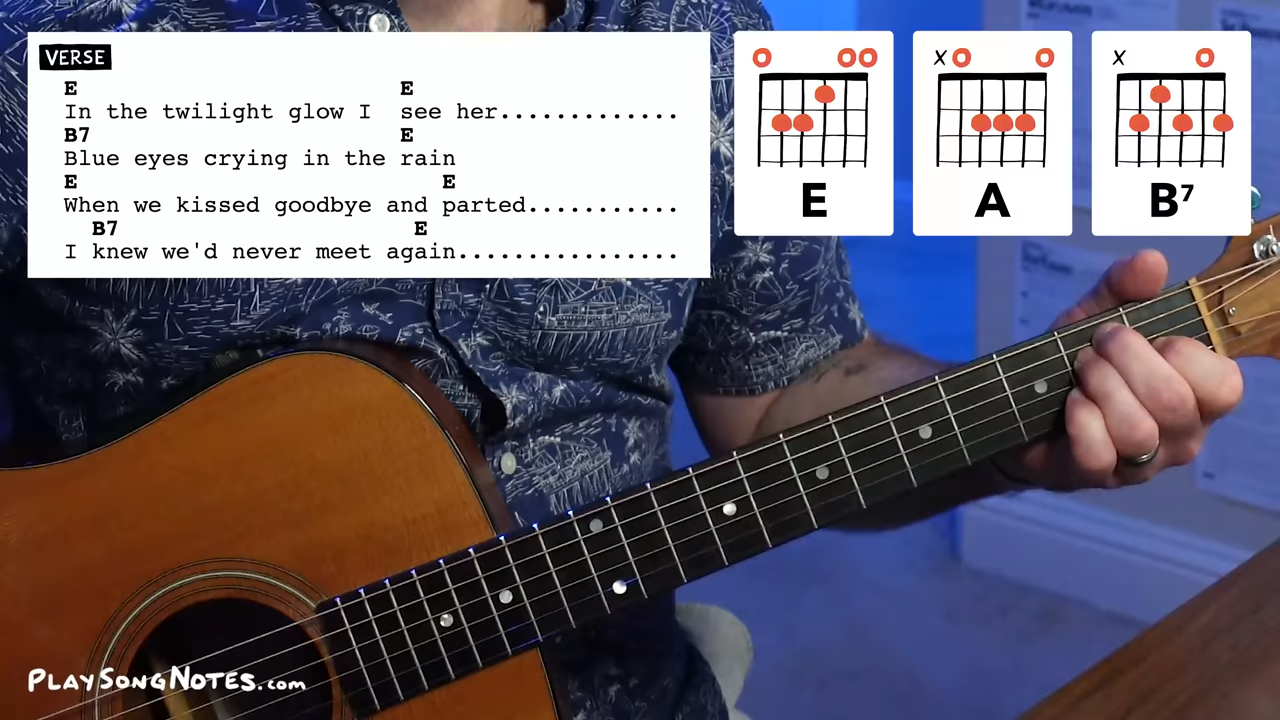 VERSE
E E
In the twilight glow I see her.............
B7 E
Blue eyes crying in the rain
E E
When we kissed goodbye and parted...........
B7 E
I knew we'd never meet again................
x
E
x
A
B7
PLAYSONGNOTES.COM